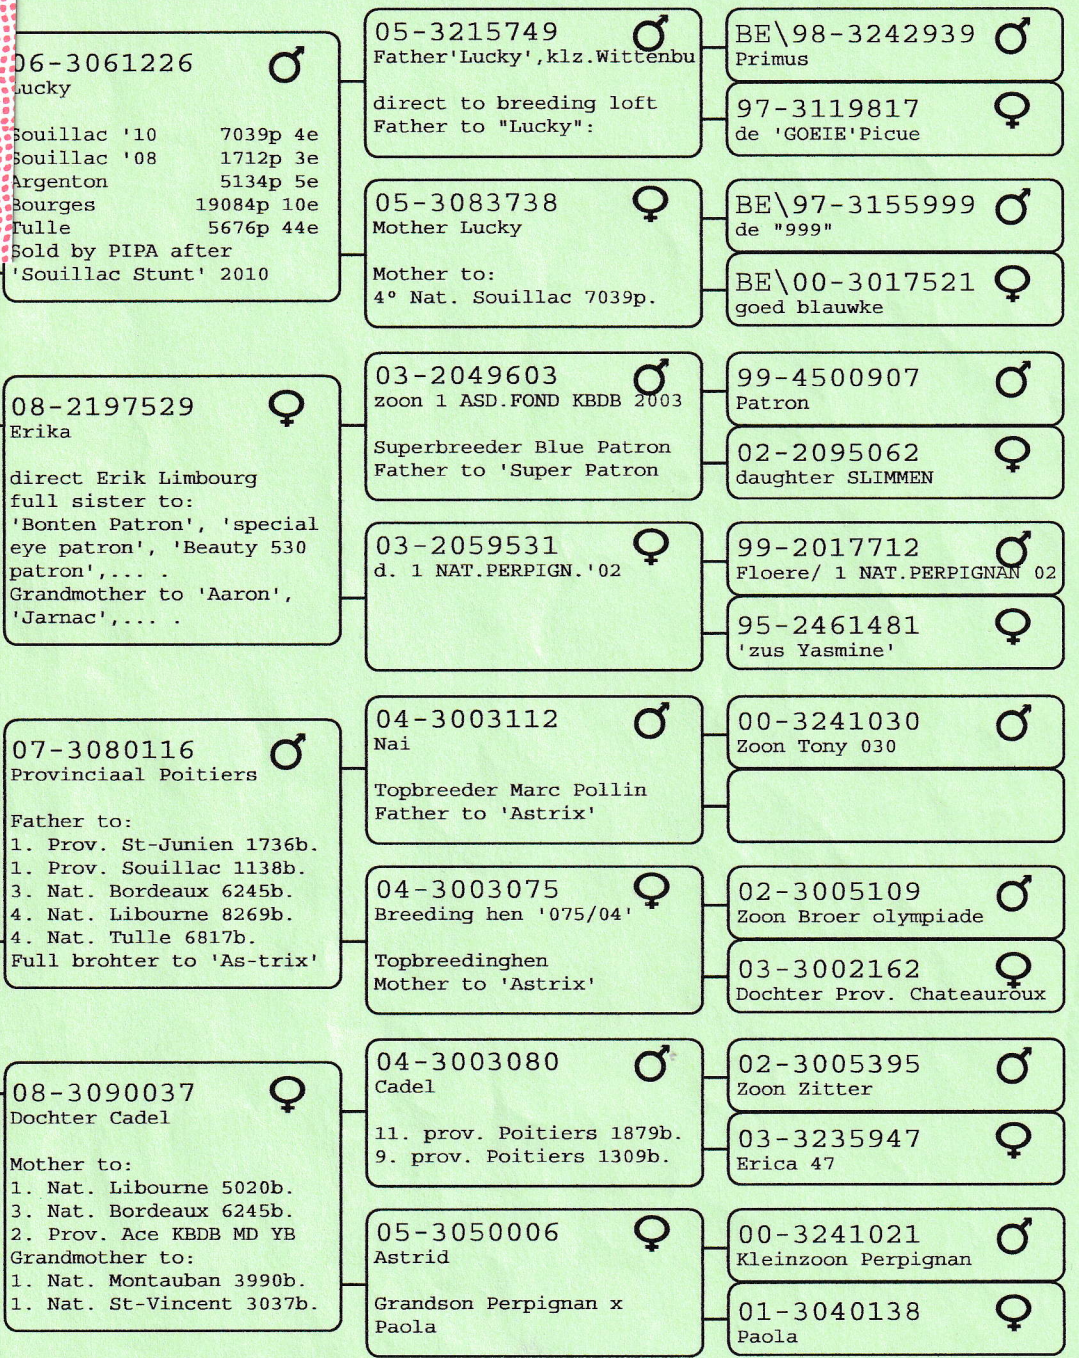 06-3061226
Lucky
Souillac '10 7039p 4e
Souillac '08 1712p 3e
Argenton 5134p 5e
Bourges 19084p 10e
Tulle 5676p 44e
Sold by PIPA after
'Souillac Stunt' 2010
08-2197529
Erika
direct Erik Limbourg
full sister to:
'Bonten Patron', 'special
eye patron', 'Beauty 530
patron',... .
Grandmother to 'Aaron',
'Jarnac',... .
07-3080116
Provinciaal Poitiers
Father to:
1. Prov. St-Junien 1736b.
1. Prov. Souillac 1138b.
3. Nat. Bordeaux 6245b.
4. Nat. Libourne 8269b.
4. Nat. Tulle 6817b.
Full brohter to 'As-trix'
08-3090037
Dochter Cadel
Mother to:
1. Nat. Libourne 5020b.
3. Nat. Bordeaux 6245b.
2. Prov. Ace KBDB MD YB
Grandmother to:
1. Nat. Montauban 3990b.
1. Nat. St-Vincent 3037b.
05-3215749
Father'Lucky',klz.Wittenbu
direct to breeding loft
Father to "Lucky":
05-3083738
Mother Lucky
Mother to:
4º Nat. Souillac 7039p.
03-2049603
zoon 1 ASD.FOND KBDB 2003
Superbreeder Blue Patron
Father to 'Super Patron
03-2059531
d. 1 NAT.PERPIGN.'02
04-3003112
Nai
Topbreeder Marc Pollin
Father to 'Astrix'
04-3003075
Breeding hen '075/04'
Topbreedinghen
Mother to 'Astrix'
04-3003080
Cadel
11. prov. Poitiers 1879b.
9. prov. Poitiers 1309b.
05-3050006
Astrid
Grandson Perpignan x
Paola
BE\98-3242939
Primus
97-3119817
de 'GOEIE'Picue
BE\97-3155999
de "999"
BE\00-3017521
goed blauwke
99-4500907
Patron
02-2095062
daughter SLIMMEN
99-2017712
Floere/ 1 NAT.PERPIGNAN 02
95-2461481
'zus Yasmine'
00-3241030
Zoon Tony 030
02-3005109
Zoon Broer olympiade
03-3002162
Dochter Prov. Chateauroux
02-3005395
Zoon Zitter
03-3235947
Erica 47
00-3241021
Kleinzoon Perpignan
01-3040138
Paola